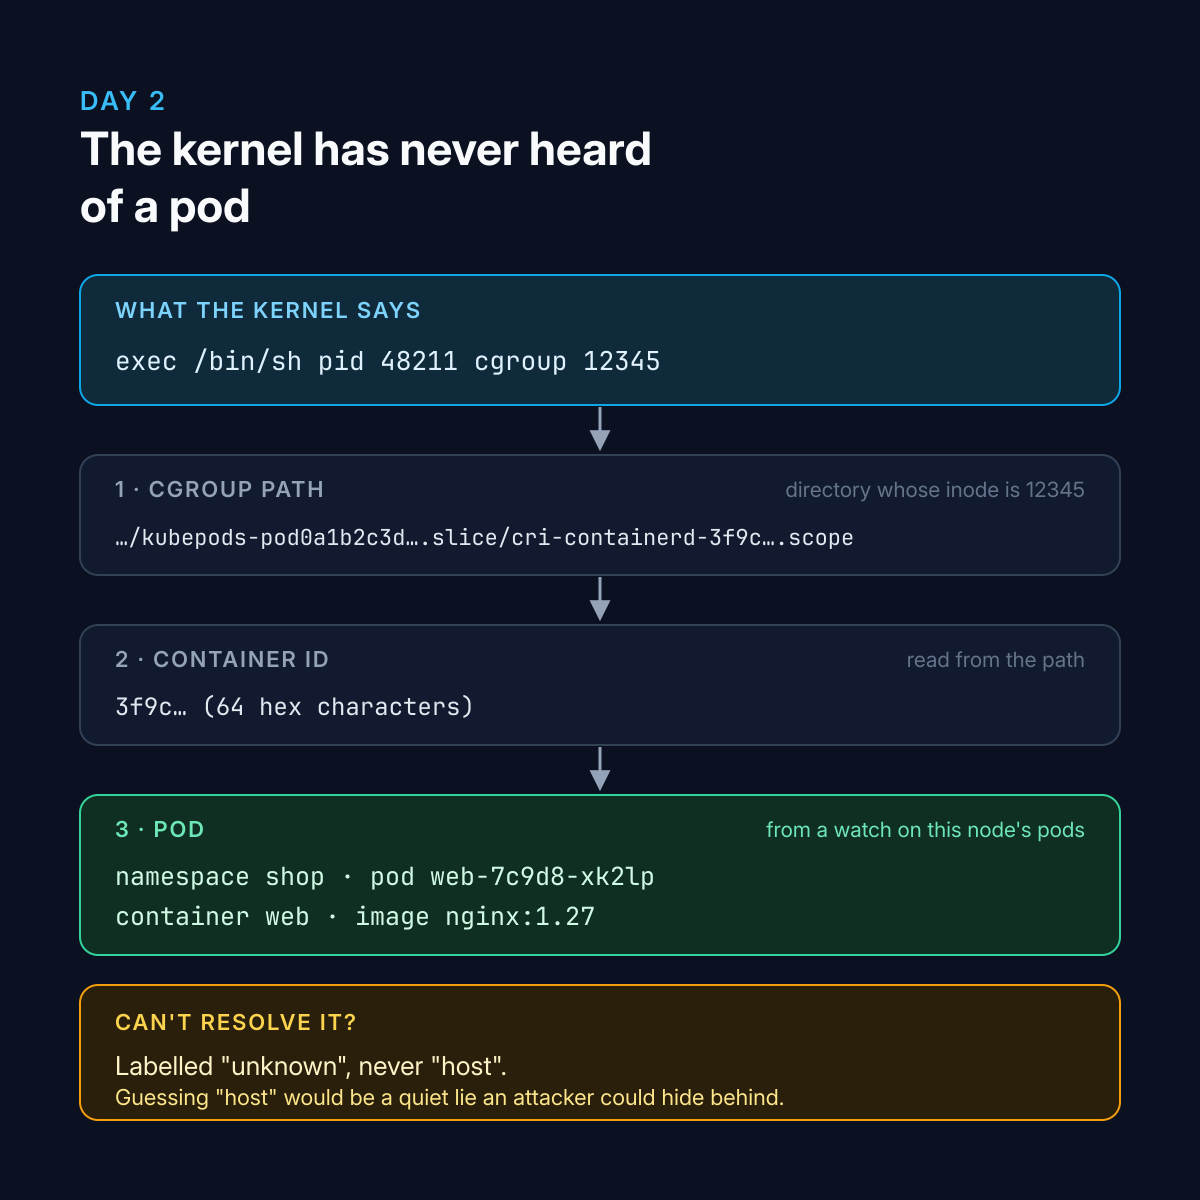 DAY 2
The kernel has never heard
of a pod
WHAT THE KERNEL SAYS
exec /bin/sh pid 48211 cgroup 12345
1 · CGROUP PATH
directory whose inode is 12345
…/kubepods-pod0a1b2c3d….slice/cri-containerd-3f9c….scope
2 · CONTAINER ID
read from the path
3f9c… (64 hex characters)
3 · POD
from a watch on this node's pods
namespace shop · pod web-7c9d8-xk2lp
container web · image nginx:1.27
CAN'T RESOLVE IT?
Labelled "unknown", never "host".
Guessing "host" would be a quiet lie an attacker could hide behind.